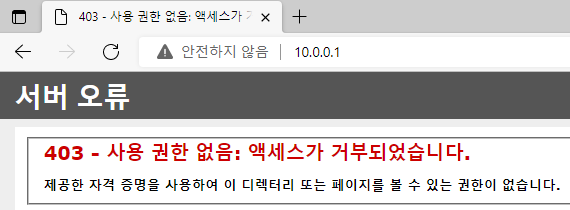 403 - 사용 권한 없음: 액세스가
안전하지 않음 10.0.0.1
서버 오류
403 - 사용 권한 없음: 액세스가 거부되었습니다.
제공한 자격 증명을 사용하여 이 디렉터리 또는 페이지를 볼 수 있는 권한이 없습니다.